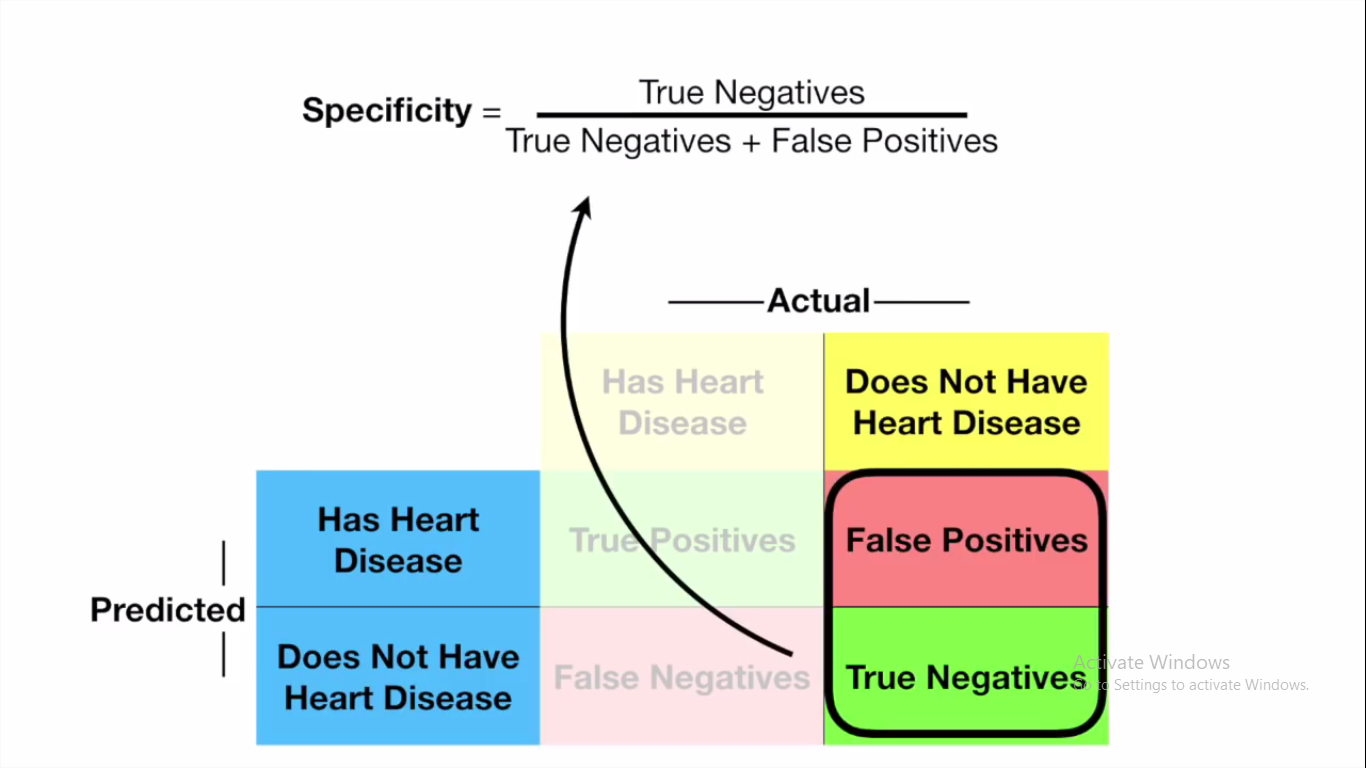 True Negatives
Specificity =
True Negatives + False Positives
Actual
Has Heart
Disease
Does Not Have
Heart Disease
Has Heart
Disease
True Positives
False Positives
Predicted
Does Not Have
Heart Disease
False Negatives
True Negatives
Activate Windows
Go to Settings to activate Windows.